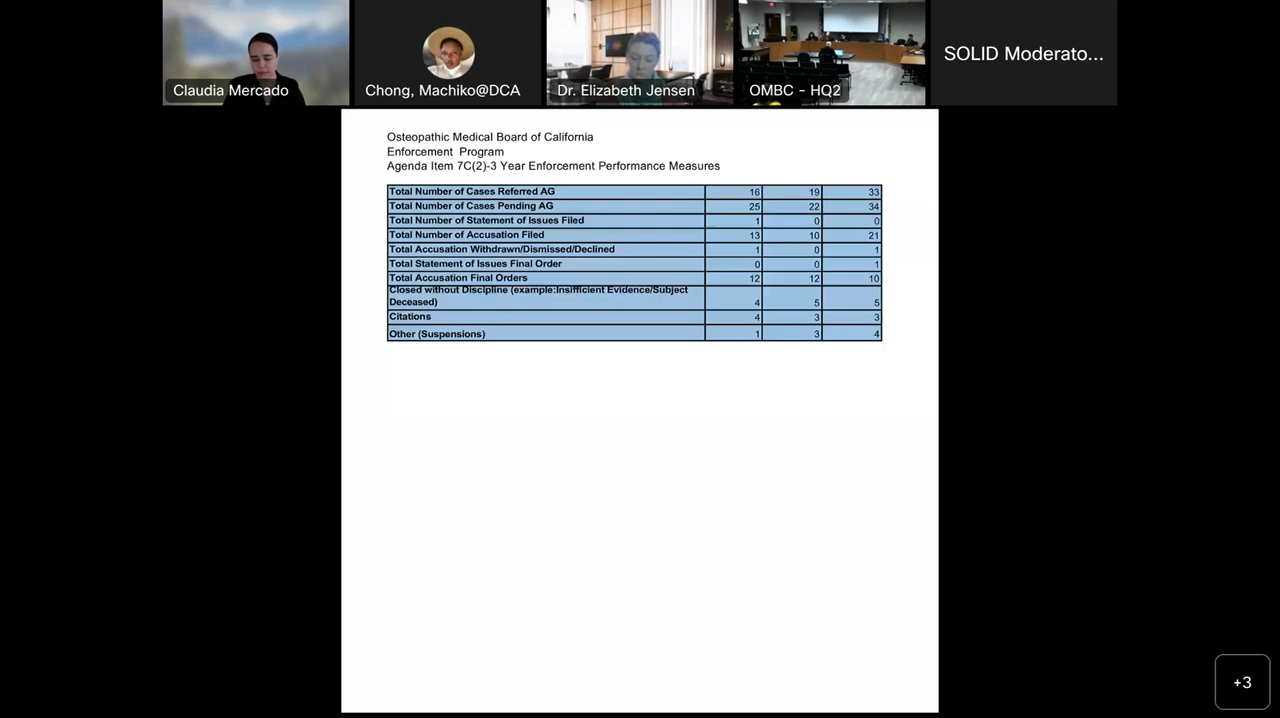 Claudia Mercado
Chong, Machiko@DCA
Dr. Elizabeth Jensen
OMBC - HQ2
SOLID Moderato...
Osteopathic Medical Board of California
Enforcement Program
Agenda Item 7C(2)-3 Year Enforcement Performance Measures
Total Number of Cases Referred AG 16 19 33
Total Number of Cases Pending AG 25 22 34
Total Number of Statement of Issues Filed 1 0 0
Total Number of Accusation Filed 13 10 21
Total Accusation Withdrawn/Dismissed/Declined 1 0 1
Total Statement of Issues Final Order 0 0 1
Total Accusation Final Orders 12 12 10
Closed without Discipline (example:Insifficient Evidence/Subject
Deceased) 4 5 5
Citations 4 3 3
Other (Suspensions) 1 3 4
+3